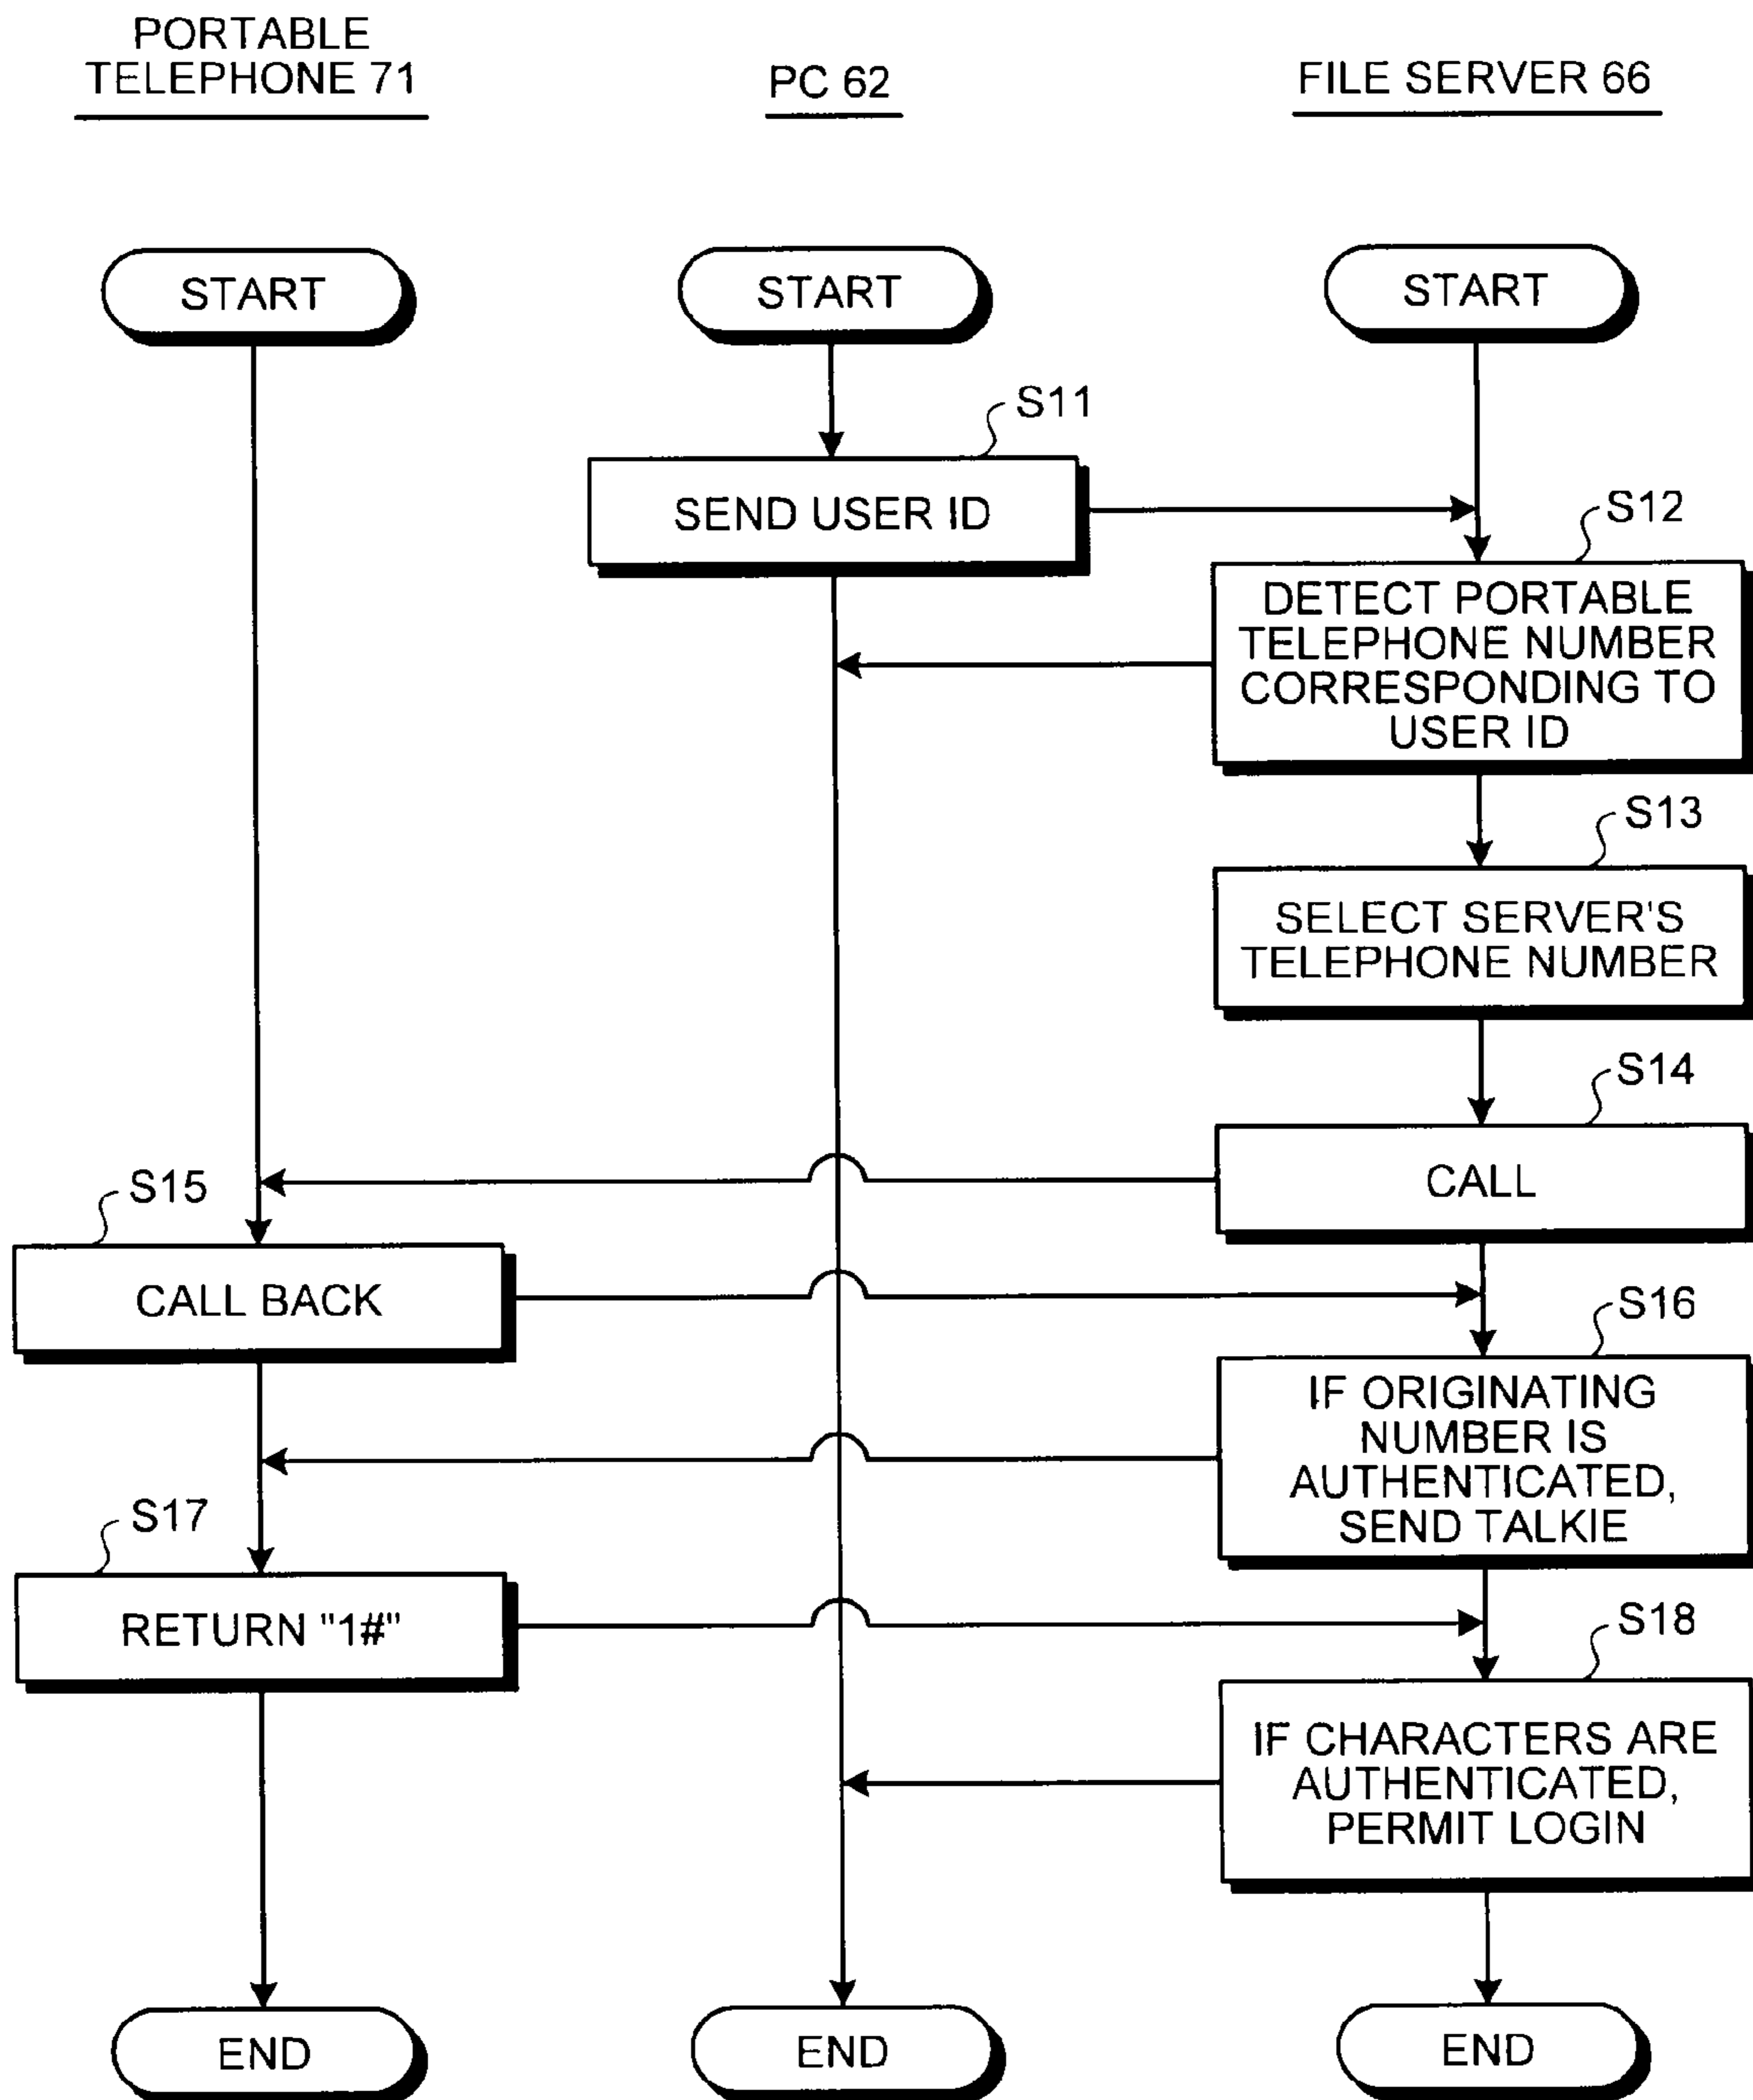 PORTABLE
TELEPHONE 71
PC 62
FILE SERVER 66
START
START
START
S11
SEND USER ID
S12
DETECT PORTABLE
TELEPHONE NUMBER
CORRESPONDING TO
USER ID
S13
SELECT SERVER'S
TELEPHONE NUMBER
S14
CALL
S15
CALL BACK
S16
IF ORIGINATING
NUMBER IS
AUTHENTICATED,
SEND TALKIE
S17
RETURN "1#"
S18
IF CHARACTERS ARE
AUTHENTICATED,
PERMIT LOGIN
END
END
END